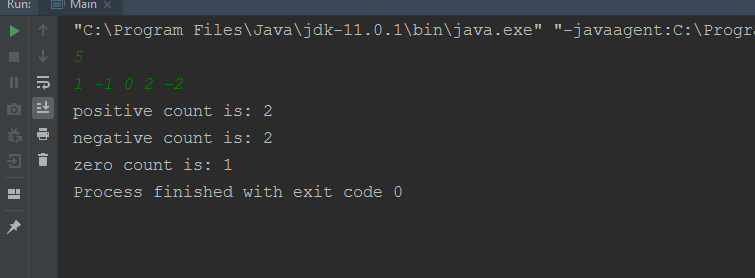 Run: Main ×
"C:\Program Files\Java\jdk-11.0.1\bin\java.exe" "-javaagent:C:\Progra
5
1 -1 0 2 -2
positive count is: 2
negative count is: 2
zero count is: 1
Process finished with exit code 0